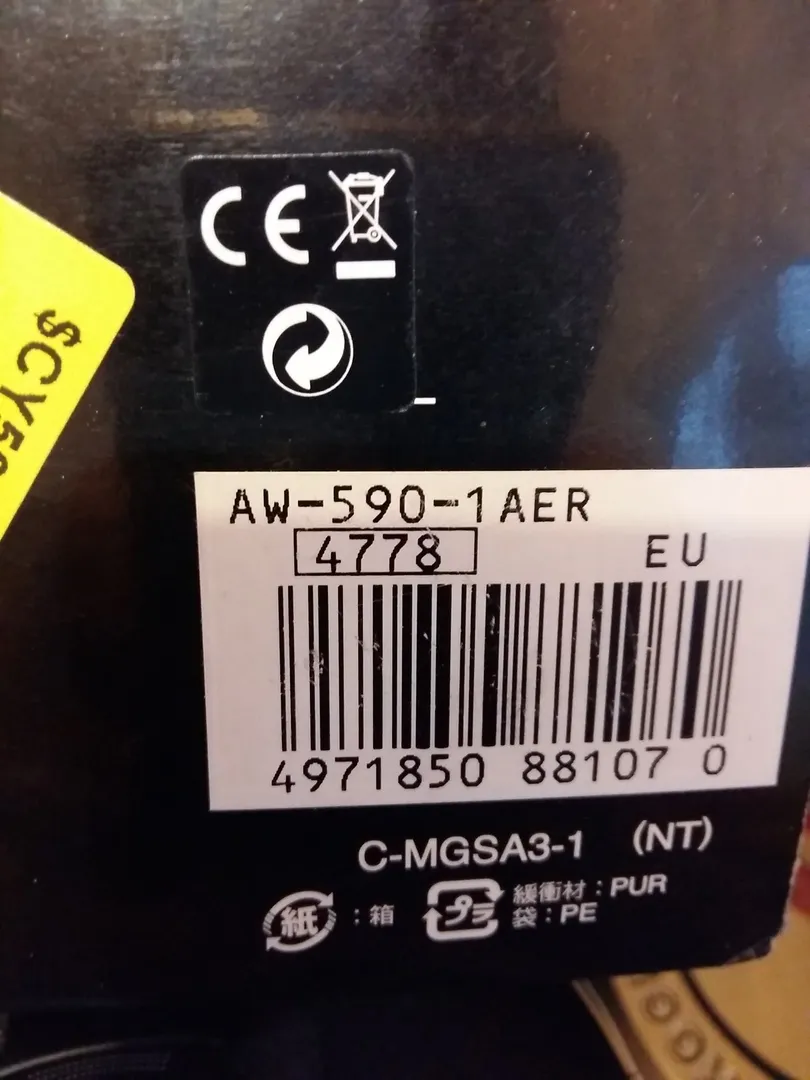 CE
$CY5
AW-590-1AER
4778
EU
4971850 88107 0
C-MGSA3-1 (NT)
紙 : 箱
プラ 緩衝材 : PUR
袋 : PE